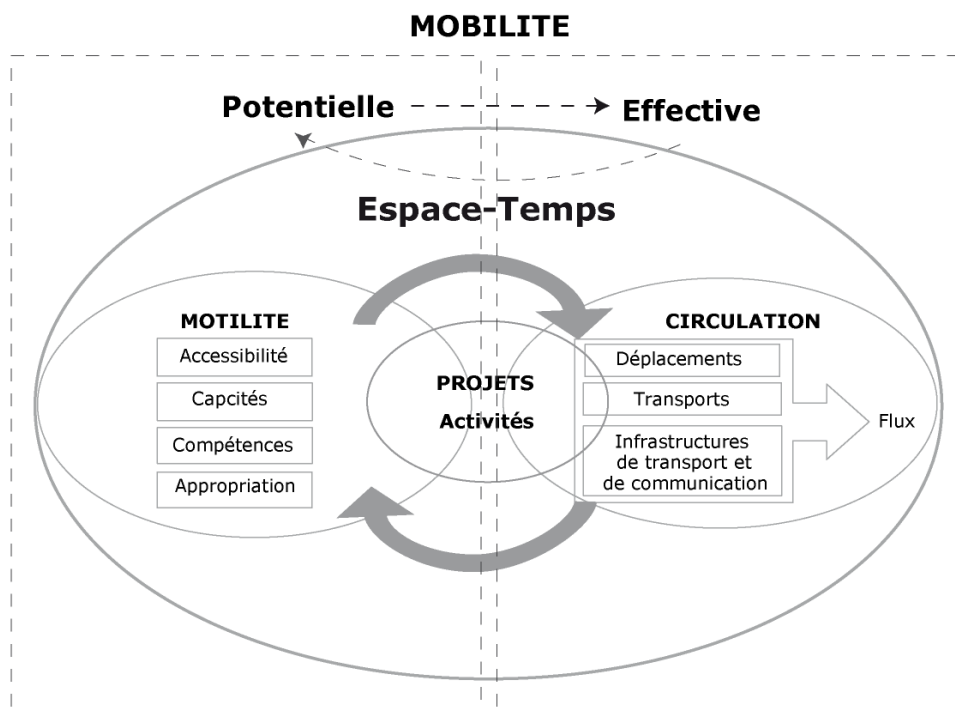 MOBILITE
Potentielle
Effective
Espace-Temps
MOTILITE
Accessibilité
Capcités
Compétences
Appropriation
PROJETS
Activités
CIRCULATION
Déplacements
Transports
Infrastructures
de transport et
de communication
Flux